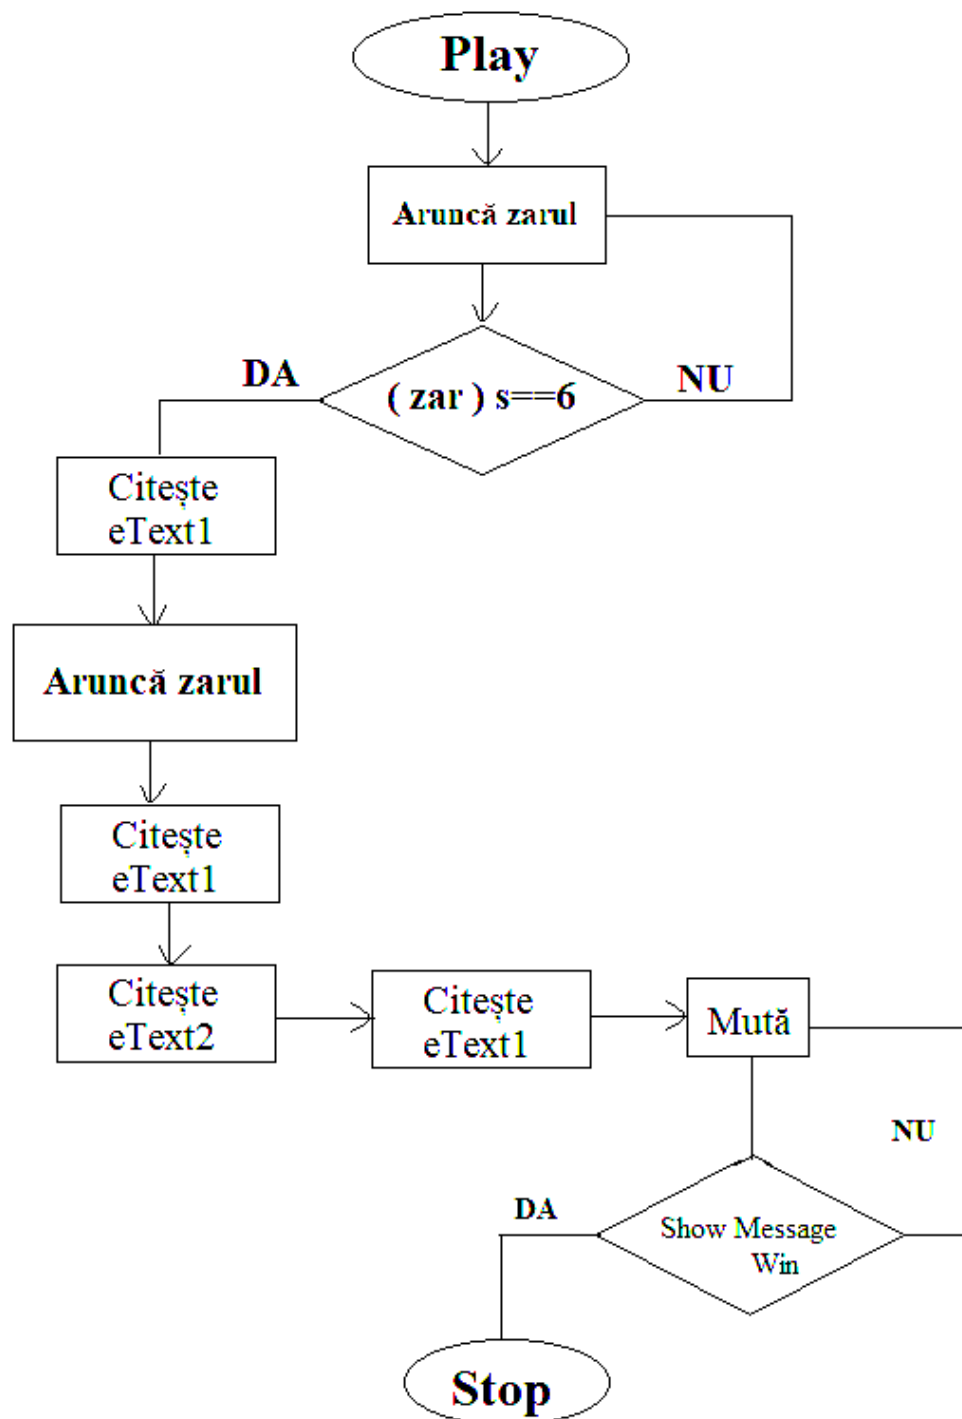 Play
Aruncă zarul
DA
( zar ) s==6
NU
Citește
eText1
Aruncă zarul
Citește
eText1
Citește
eText2
Citește
eText1
Mută
NU
DA
Show Message
Win
Stop